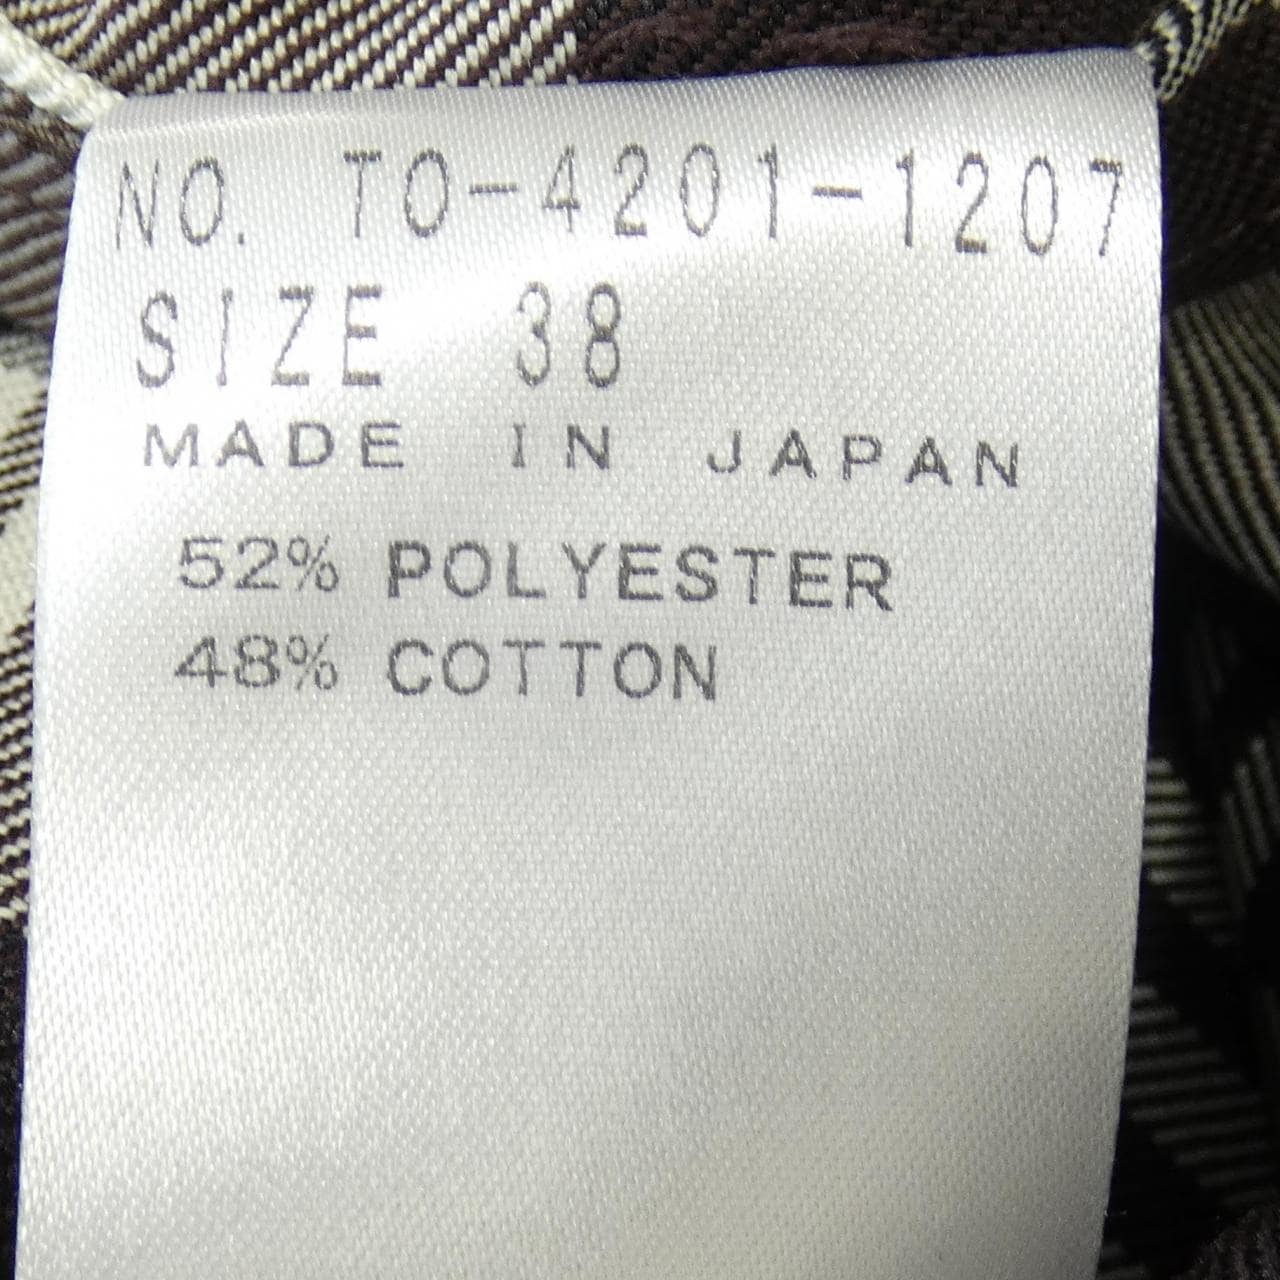 NO. TO-4201-1207
SIZE 38
MADE IN JAPAN
52% POLYESTER
48% COTTON